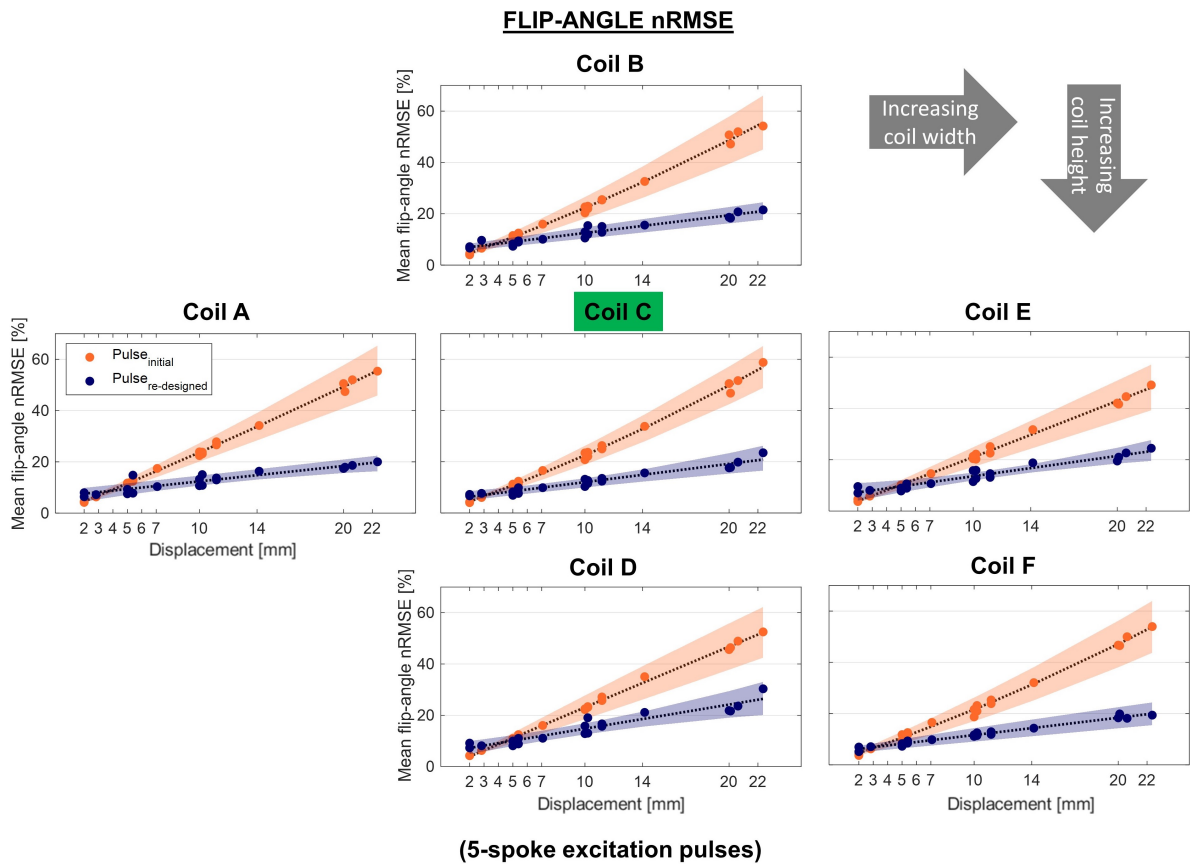 FLIP-ANGLE nRMSE
Coil B
Mean flip-angle nRMSE [%]
60
40
20
0
2 3 4 5 6 7 10 14 20 22
Increasing
coil width
Increasing
coil height
Coil A
Mean flip-angle nRMSE [%]
60
40
20
0
Pulse initial
Pulse re-designed
2 3 4 5 6 7 10 14 20 22
Displacement [mm]
Coil C
2 3 4 5 6 7 10 14 20 22
Coil E
2 3 4 5 6 7 10 14 20 22
Coil D
Mean flip-angle nRMSE [%]
60
40
20
0
2 3 4 5 6 7 10 14 20 22
Displacement [mm]
Coil F
2 3 4 5 6 7 10 14 20 22
Displacement [mm]
(5-spoke excitation pulses)